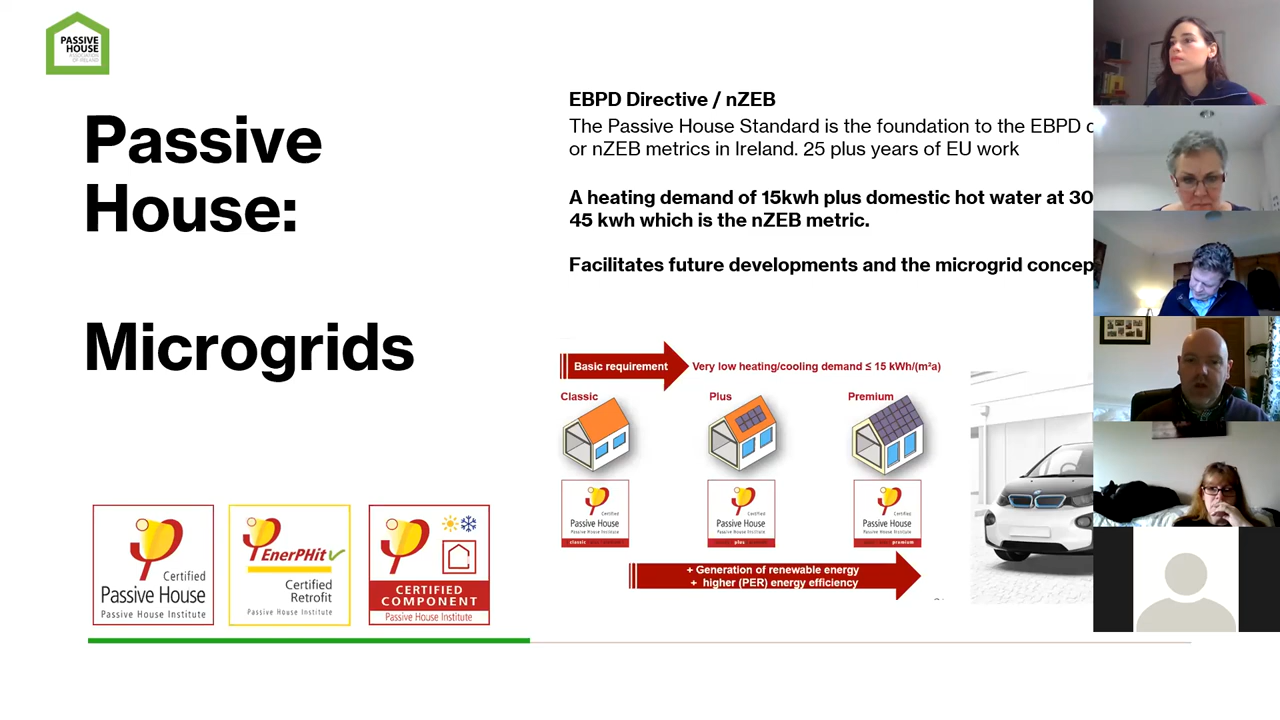 PASSIVE
HOUSE
ASSOCIATION
OF IRELAND
Passive
House:
Microgrids
EBPD Directive / nZEB
The Passive House Standard is the foundation to the EBPD
or nZEB metrics in Ireland. 25 plus years of EU work
A heating demand of 15kwh plus domestic hot water at 30
45 kwh which is the nZEB metric.
Facilitates future developments and the microgrid concep
Basic requirement
Very low heating/cooling demand ≤ 15 kWh/(m²a)
Classic
Plus
Premium
Certified
Passive House
Passive House Institute
classic
Certified
Passive House
Passive House Institute
plus
Certified
Passive House
Passive House Institute
premium
+ Generation of renewable energy
+ higher (PER) energy efficiency
Certified
Passive House
Passive House Institute
EnerPHit
Certified
Retrofit
Passive House Institute
CERTIFIED
COMPONENT
Passive House Institute